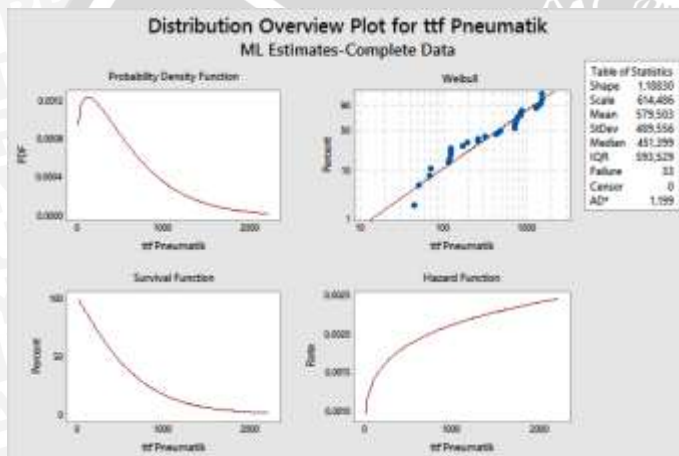 Distribution Overview Plot for ttf Pneumatik
ML Estimates-Complete Data
Probability Density Function
PDF
0.0012
0.0008
0.0004
0.0000
0
1000
2000
ttf Pneumatik
Weibull
Percent
90
50
10
1
10
100
1000
ttf Pneumatik
Table of Statistics
Shape 1,18830
Scale 614,486
Mean 579,503
StDev 489,556
Median 451,399
IQR 593,529
Failure 33
Censor 0
AD* 1,199
Survival Function
Percent
100
50
0
0
1000
2000
ttf Pneumatik
Hazard Function
Rate
0.0025
0.0020
0.0015
0.0010
0
1000
2000
ttf Pneumatik